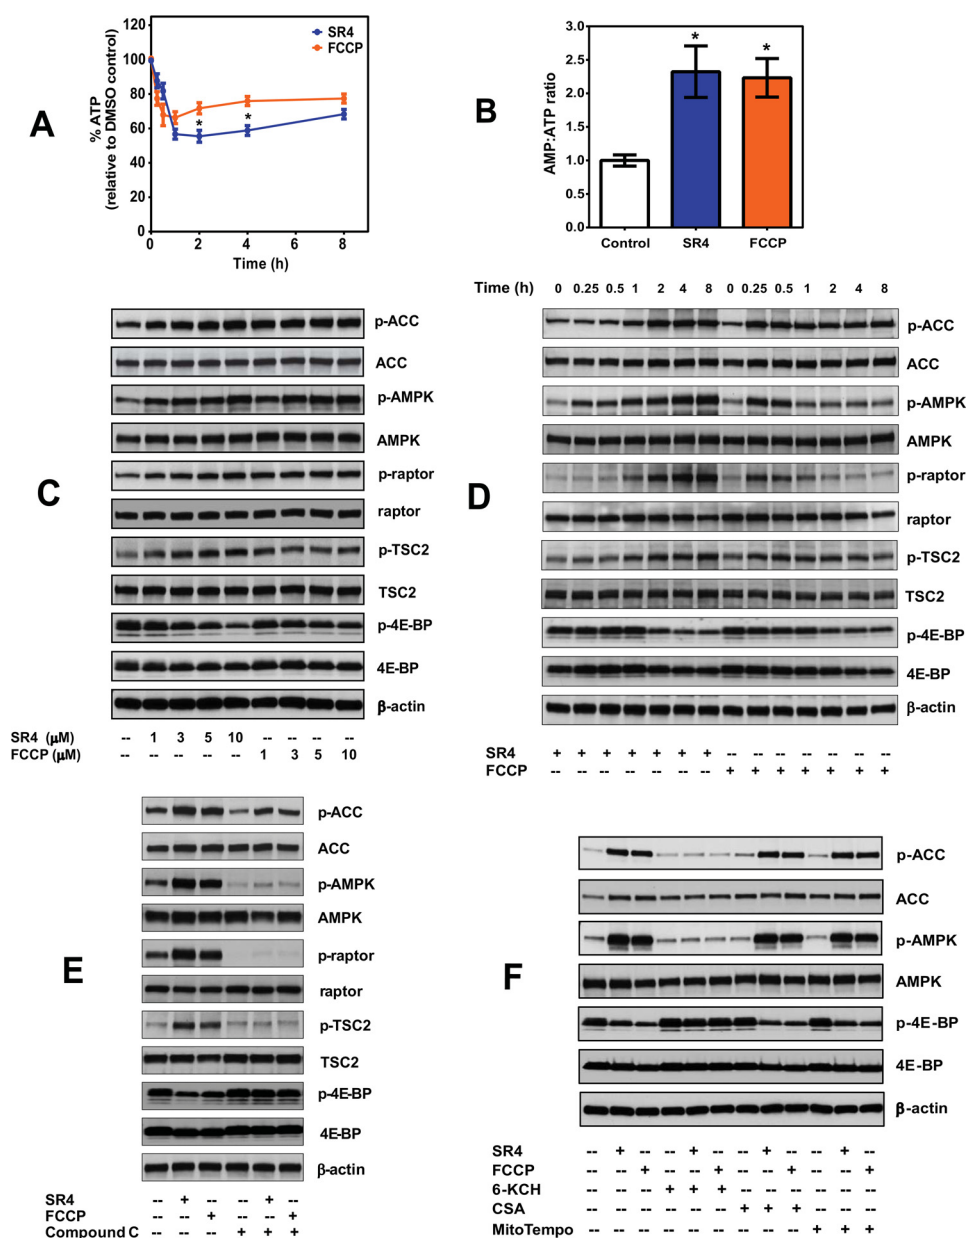 A
% ATP
(relative to DMSO control)
120
100
80
60
40
20
0
SR4
FCCP
* *
0 2 4 6 8
Time (h)
B
AMP:ATP ratio
3.0
2.5
2.0
1.5
1.0
0.5
0.0
* *
Control SR4 FCCP
C
p-ACC
ACC
p-AMPK
AMPK
p-raptor
raptor
p-TSC2
TSC2
p-4E-BP
4E-BP
β-actin
SR4 (μM) -- 1 3 5 10 -- -- -- --
FCCP (μM) -- -- -- -- -- 1 3 5 10
D
Time (h) 0 0.25 0.5 1 2 4 8 0 0.25 0.5 1 2 4 8
p-ACC
ACC
p-AMPK
AMPK
p-raptor
raptor
p-TSC2
TSC2
p-4E-BP
4E-BP
β-actin
SR4 + + + + + + + -- -- -- -- -- -- --
FCCP -- -- -- -- -- -- -- + + + + + + +
E
p-ACC
ACC
p-AMPK
AMPK
p-raptor
raptor
p-TSC2
TSC2
p-4E-BP
4E-BP
β-actin
SR4 -- + -- -- + --
FCCP -- -- + -- -- +
Compound C -- -- -- + + +
F
p-ACC
ACC
p-AMPK
AMPK
p-4E-BP
4E-BP
β-actin
SR4 -- + -- -- + -- -- + -- -- + --
FCCP -- -- + -- -- + -- -- + -- -- +
6-KCH -- -- -- + + + -- -- -- -- -- --
CSA -- -- -- -- -- -- + + + -- -- --
MitoTempo -- -- -- -- -- -- -- -- -- + + +